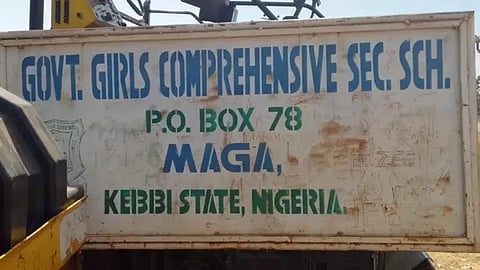 GOVT. GIRLS COMPREHENSIVE SEC. SCH.
P.O. BOX 78
MAGA,
KEBBI STATE, NIGERIA.